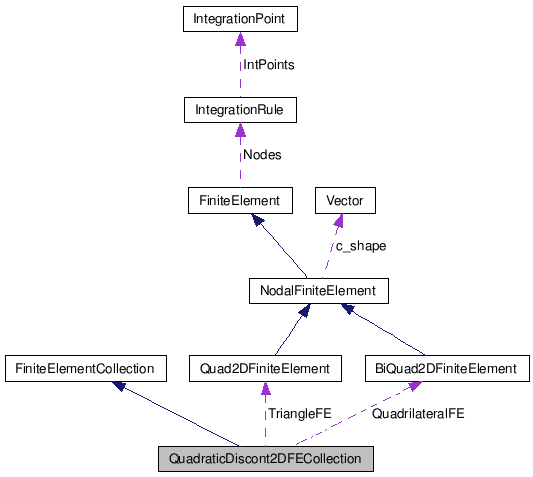 IntegrationPoint
IntPoints
IntegrationRule
Nodes
FiniteElement
Vector
c_shape
NodalFiniteElement
FiniteElementCollection
Quad2DFiniteElement
BiQuad2DFiniteElement
TriangleFE
QuadrilateralFE
QuadraticDiscont2DFECollection